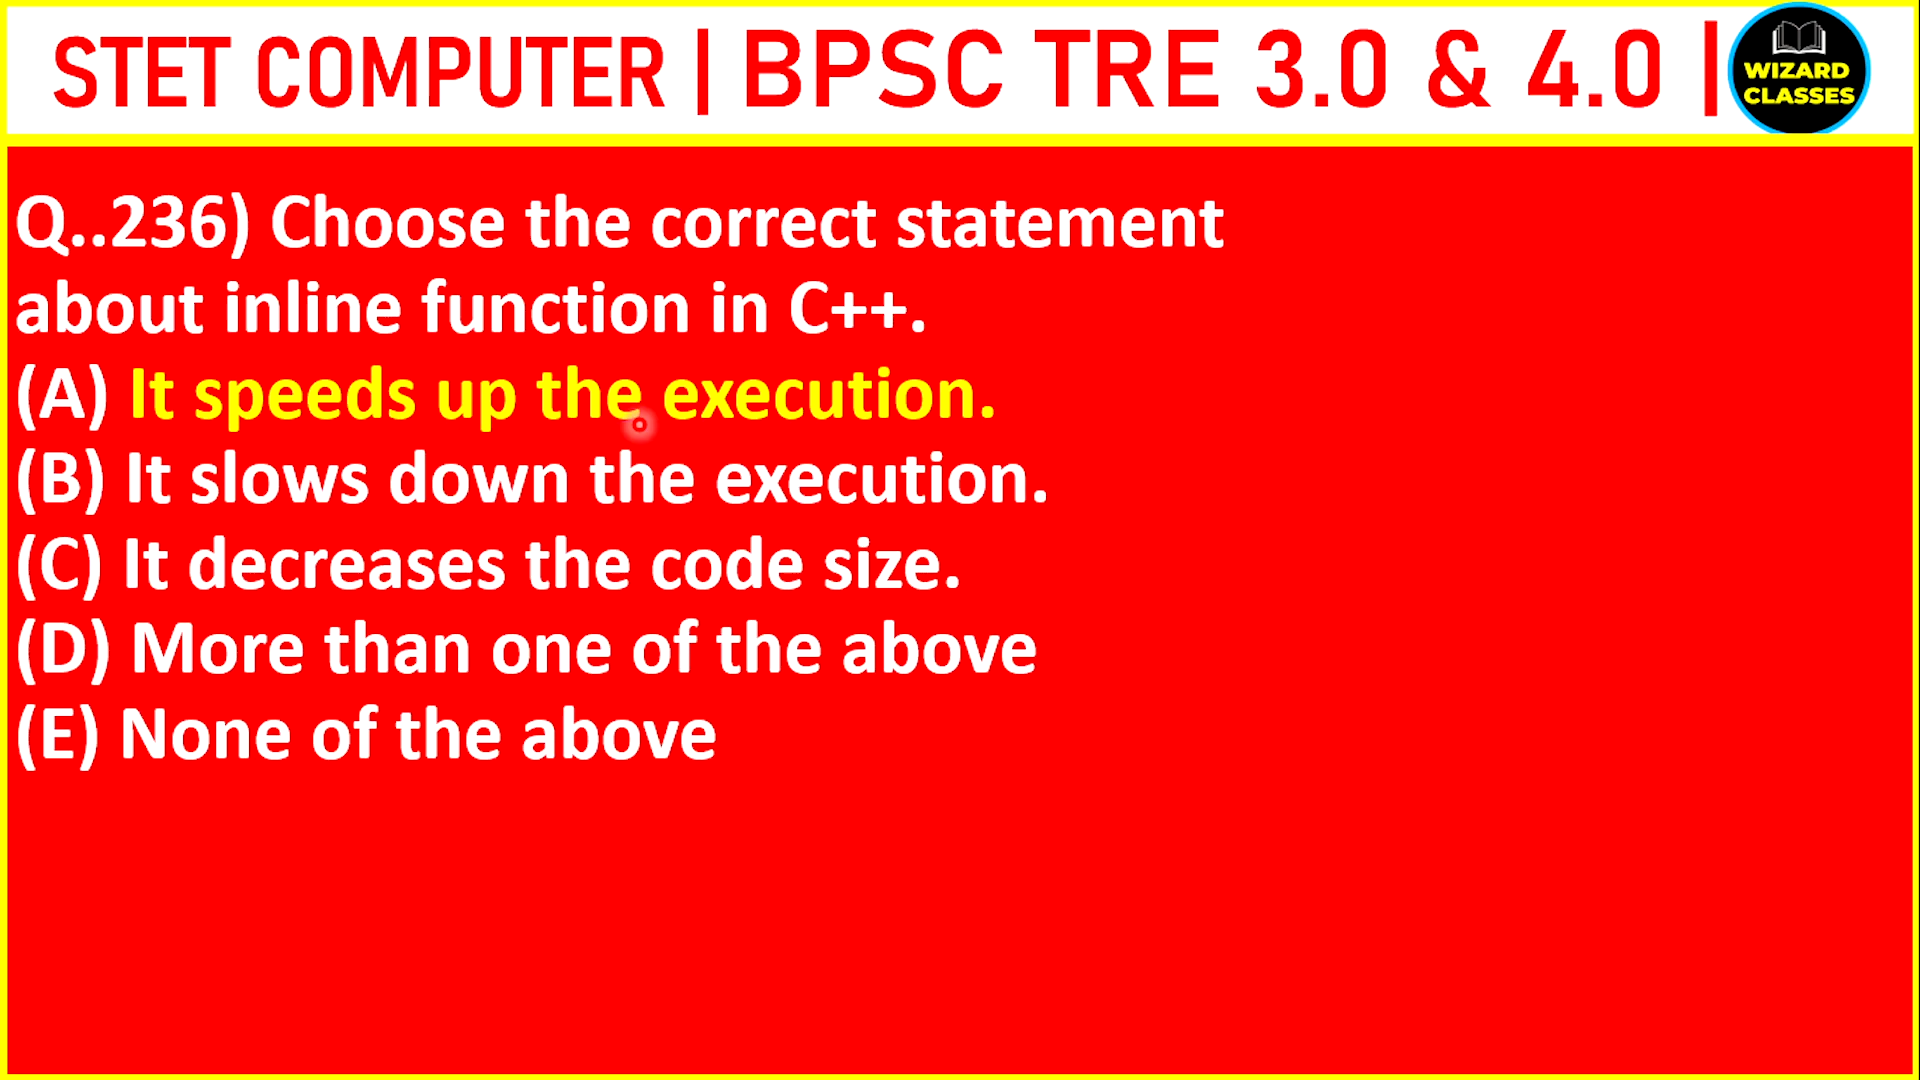 STET COMPUTER | BPSC TRE 3.0 & 4.0 |
WIZARD
CLASSES
Q..236) Choose the correct statement
about inline function in C++.
(A) It speeds up the execution.
(B) It slows down the execution.
(C) It decreases the code size.
(D) More than one of the above
(E) None of the above